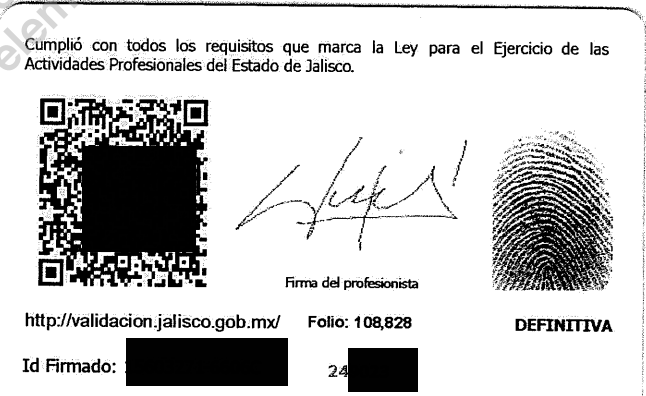 Cumplió con todos los requisitos que marca la Ley para el Ejercicio de las
Actividades Profesionales del Estado de Jalisco.
Firma del profesionista
http://validacion.jalisco.gob.mx/ Folio: 108,828 DEFINITIVA
Id Firmado: 24